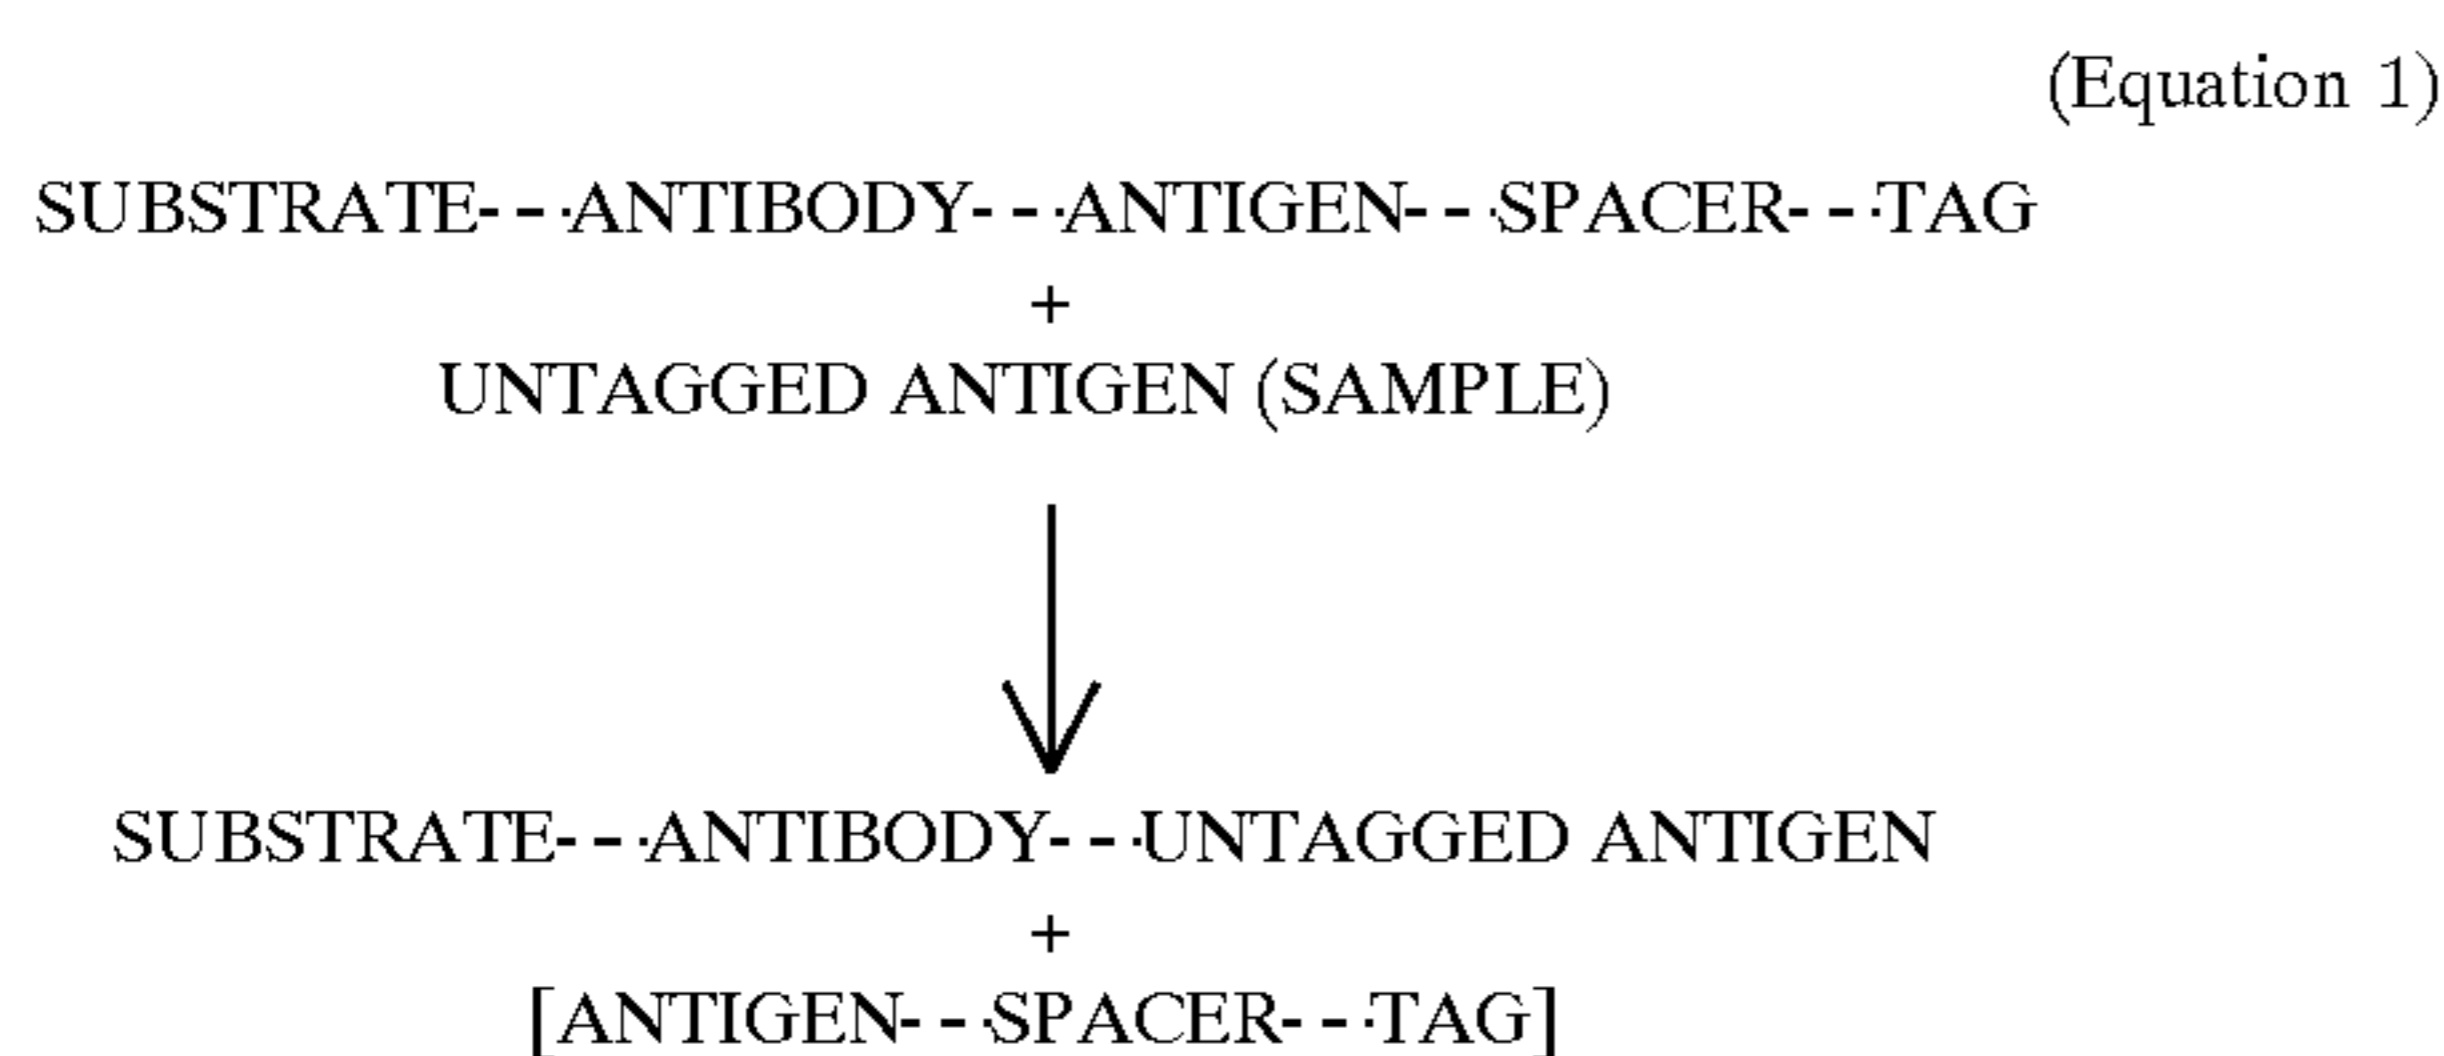 (Equation 1)
SUBSTRATE---ANTIBODY---ANTIGEN---SPACER---TAG
+
UNTAGGED ANTIGEN (SAMPLE)
SUBSTRATE---ANTIBODY---UNTAGGED ANTIGEN
+
[ANTIGEN---SPACER---TAG]